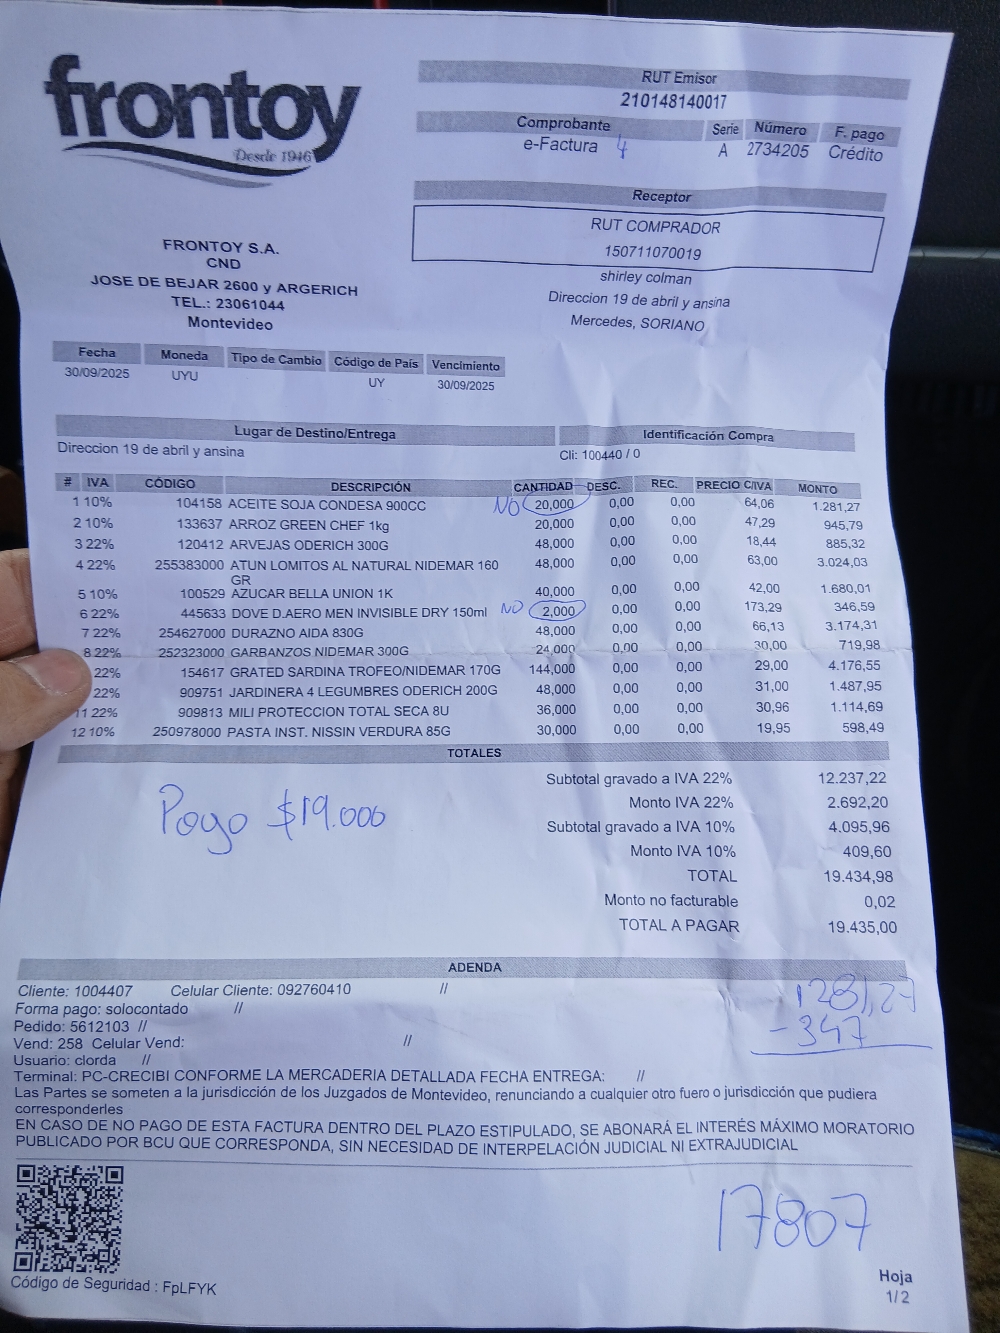 frontoy
Desde 1946
RUT Emisor
210148140017
Comprobante Serie Número F. pago
e-Factura 4 A 2734205 Crédito
Receptor
RUT COMPRADOR
150711070019
shirley colman
Direccion 19 de abril y ansina
Mercedes, SORIANO
FRONTOY S.A.
CND
JOSE DE BEJAR 2600 y ARGERICH
TEL.: 23061044
Montevideo
Fecha Moneda Tipo de Cambio Código de País Vencimiento
30/09/2025 UYU UY 30/09/2025
Lugar de Destino/Entrega Identificación Compra
Direccion 19 de abril y ansina Cli: 100440 / 0
# IVA CÓDIGO DESCRIPCIÓN CANTIDAD DESC. REC. PRECIO C/IVA MONTO
1 10% 104158 ACEITE SOJA CONDESA 900CC NO 20,000 0,00 0,00 64,06 1.281,27
2 10% 133637 ARROZ GREEN CHEF 1kg 20,000 0,00 0,00 47,29 945,79
3 22% 120412 ARVEJAS ODERICH 300G 48,000 0,00 0,00 18,44 885,32
4 22% 255383000 ATUN LOMITOS AL NATURAL NIDEMAR 160 48,000 0,00 0,00 63,00 3.024,03
GR
5 10% 100529 AZUCAR BELLA UNION 1K 40,000 0,00 0,00 42,00 1.680,01
6 22% 445633 DOVE D.AERO MEN INVISIBLE DRY 150ml NO 2,000 0,00 0,00 173,29 346,59
7 22% 254627000 DURAZNO AIDA 830G 48,000 0,00 0,00 66,13 3.174,31
8 22% 252323000 GARBANZOS NIDEMAR 300G 24,000 0,00 0,00 30,00 719,98
22% 154617 GRATED SARDINA TROFEO/NIDEMAR 170G 144,000 0,00 0,00 29,00 4.176,55
22% 909751 JARDINERA 4 LEGUMBRES ODERICH 200G 48,000 0,00 0,00 31,00 1.487,95
11 22% 909813 MILI PROTECCION TOTAL SECA 8U 36,000 0,00 0,00 30,96 1.114,69
12 10% 250978000 PASTA INST. NISSIN VERDURA 85G 30,000 0,00 0,00 19,95 598,49
TOTALES
Subtotal gravado a IVA 22% 12.237,22
Monto IVA 22% 2.692,20
Subtotal gravado a IVA 10% 4.095,96
Monto IVA 10% 409,60
TOTAL 19.434,98
Monto no facturable 0,02
TOTAL A PAGAR 19.435,00
Pago $19.000
ADENDA
Cliente: 1004407 Celular Cliente: 092760410 //
Forma pago: solocontado //
Pedido: 5612103 //
Vend: 258 Celular Vend: //
Usuario: clorda //
Terminal: PC-CRECIBI CONFORME LA MERCADERIA DETALLADA FECHA ENTREGA: //
Las Partes se someten a la jurisdicción de los Juzgados de Montevideo, renunciando a cualquier otro fuero o jurisdicción que pudiera
corresponderles
EN CASO DE NO PAGO DE ESTA FACTURA DENTRO DEL PLAZO ESTIPULADO, SE ABONARÁ EL INTERÉS MÁXIMO MORATORIO
PUBLICADO POR BCU QUE CORRESPONDA, SIN NECESIDAD DE INTERPELACIÓN JUDICIAL NI EXTRAJUDICIAL
1281,27
- 347
17807
Código de Seguridad : FpLFYK
Hoja
1/2